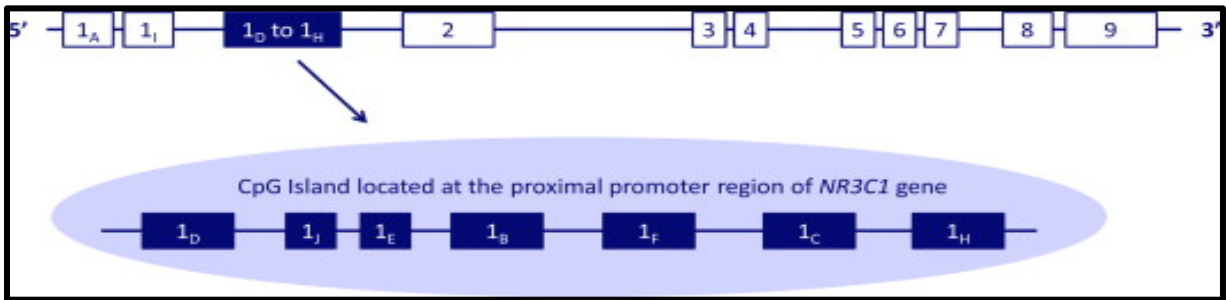 5' 1A 1I 1D to 1H 2 3 4 5 6 7 8 9 3'
CpG Island located at the proximal promoter region of NR3C1 gene
1D 1J 1E 1B 1F 1C 1H